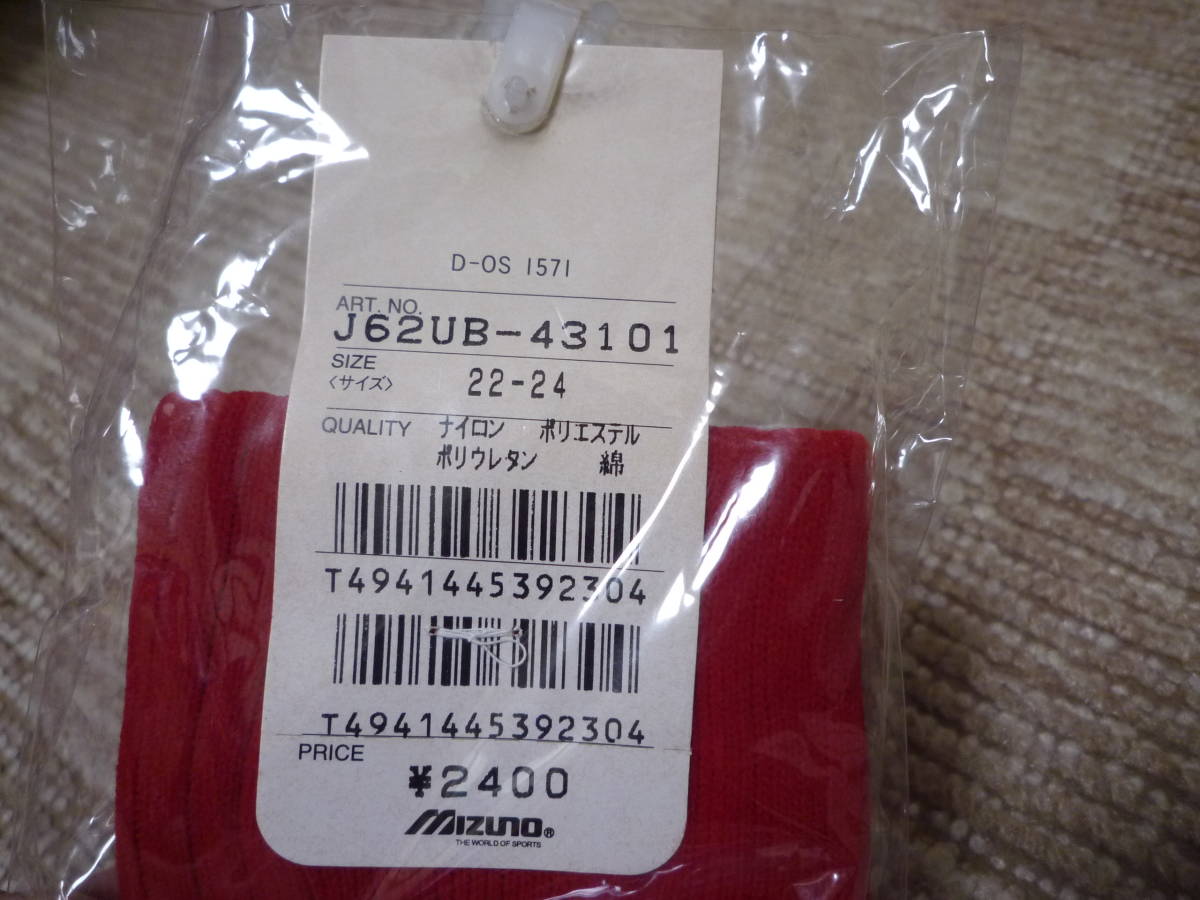 D-OS 1571
ART. NO.
J62UB-43101
SIZE
〈サイズ〉 22-24
QUALITY ナイロン ポリエステル
ポリウレタン 綿
T4941445392304
T4941445392304
PRICE
¥2400
MIZUNO®
THE WORLD OF SPORTS